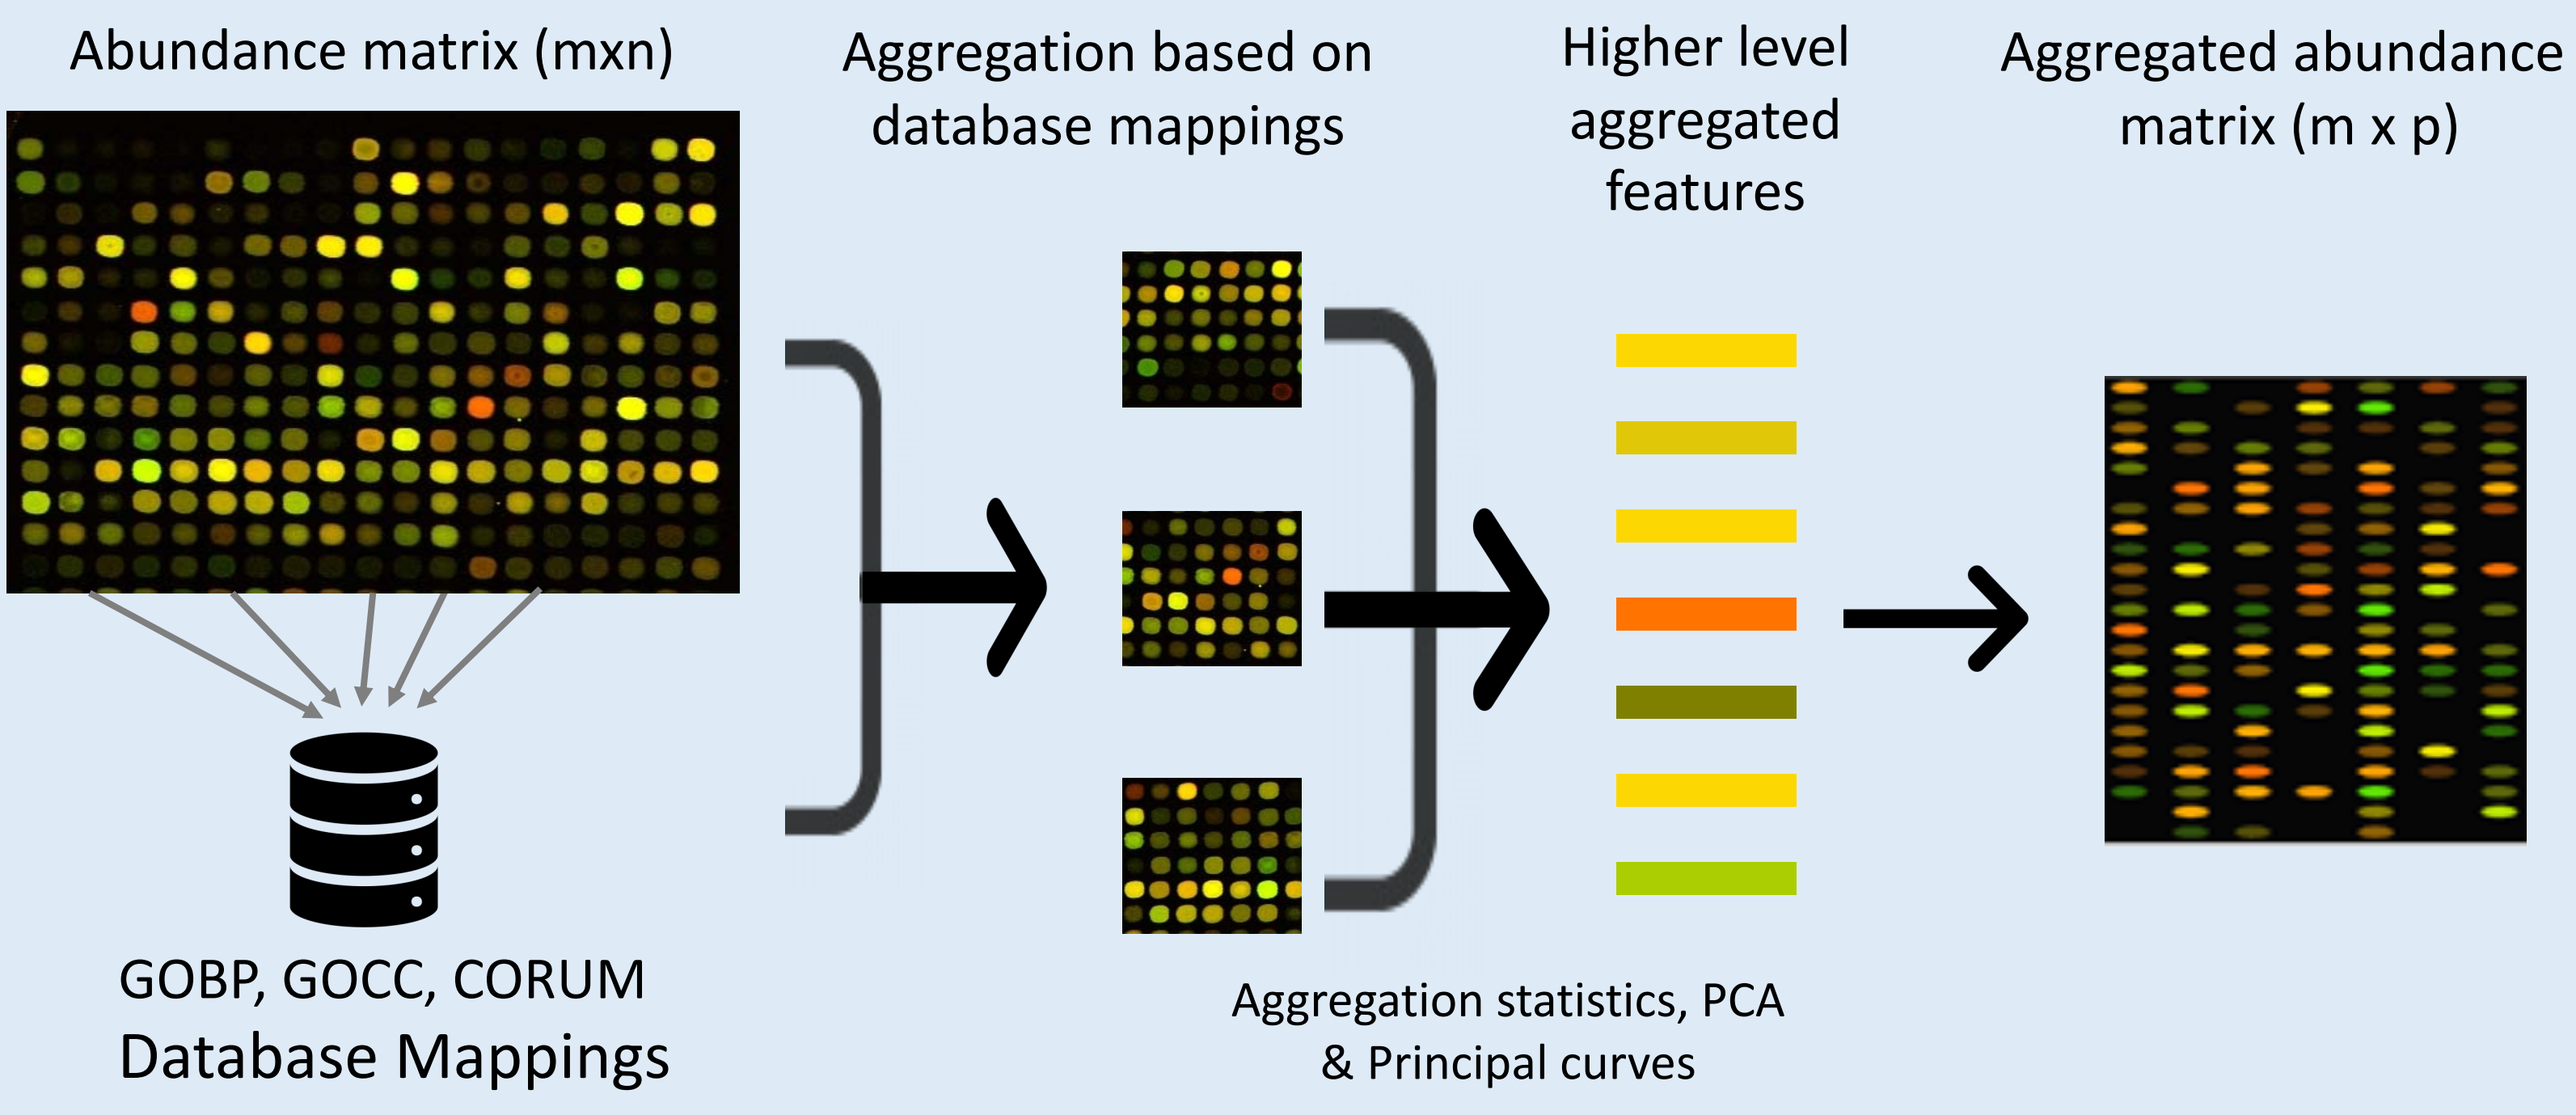 Abundance matrix (mxn)
Aggregation based on
database mappings
Higher level
aggregated
features
Aggregated abundance
matrix (m x p)
GOBP, GOCC, CORUM
Database Mappings
Aggregation statistics, PCA
& Principal curves